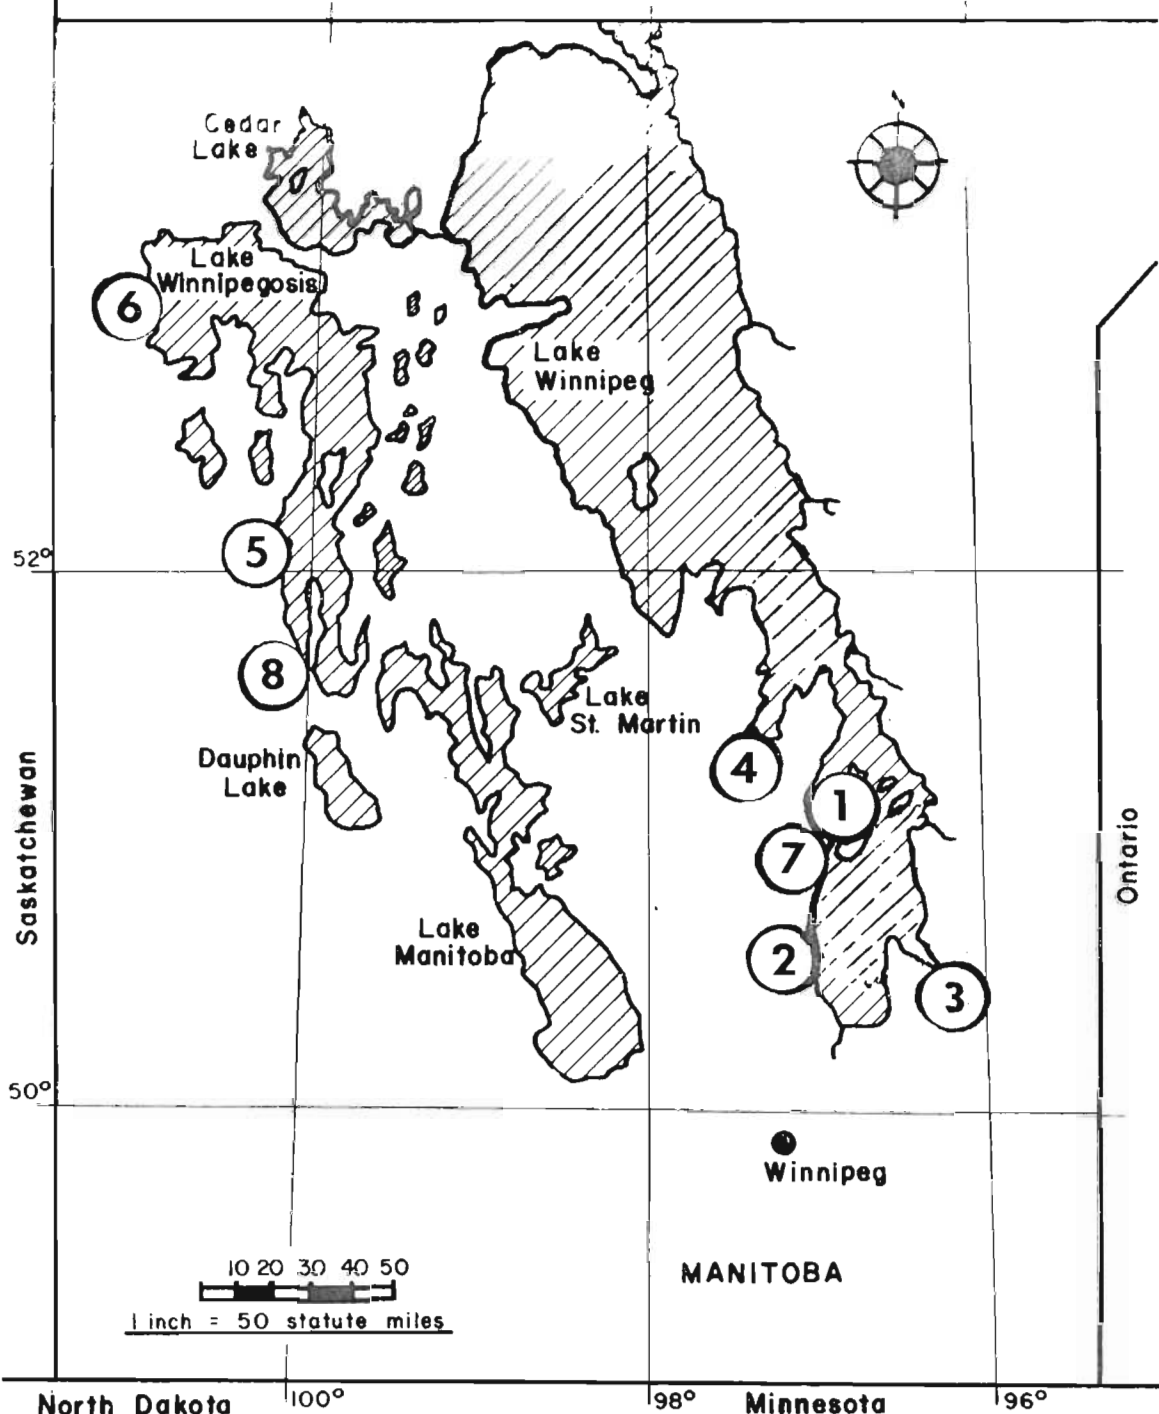 N
Cedar
Lake
Lake
Winnipegosis
6
Lake
Winnipeg
5
52°
8
Lake
St. Martin
Dauphin
Lake
4
1
7
Saskatchewan
Ontario
Lake
Manitoba
2
3
50°
Winnipeg
10 20 30 40 50
MANITOBA
1 inch = 50 statute miles
100° 98° 96°
North Dakota Minnesota